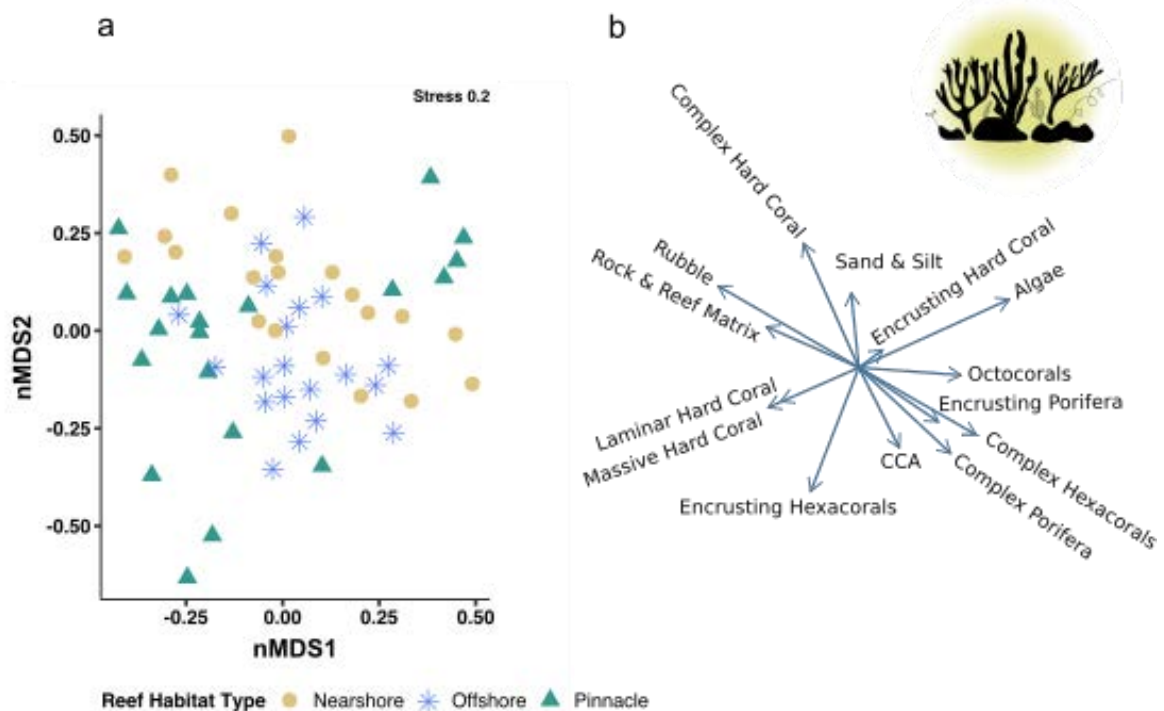 a
b
Stress 0.2
0.50
0.25
0.00
-0.25
-0.50
nMDS2
-0.25
0.00
0.25
0.50
nMDS1
Reef Habitat Type
Nearshore
Offshore
Pinnacle
Complex Hard Coral
Sand & Silt
Encrusting Hard Coral
Rubble
Rock & Reef Matrix
Algae
Octocorals
Encrusting Porifera
Laminar Hard Coral
Massive Hard Coral
CCA
Complex Hexacorals
Complex Porifera
Encrusting Hexacorals